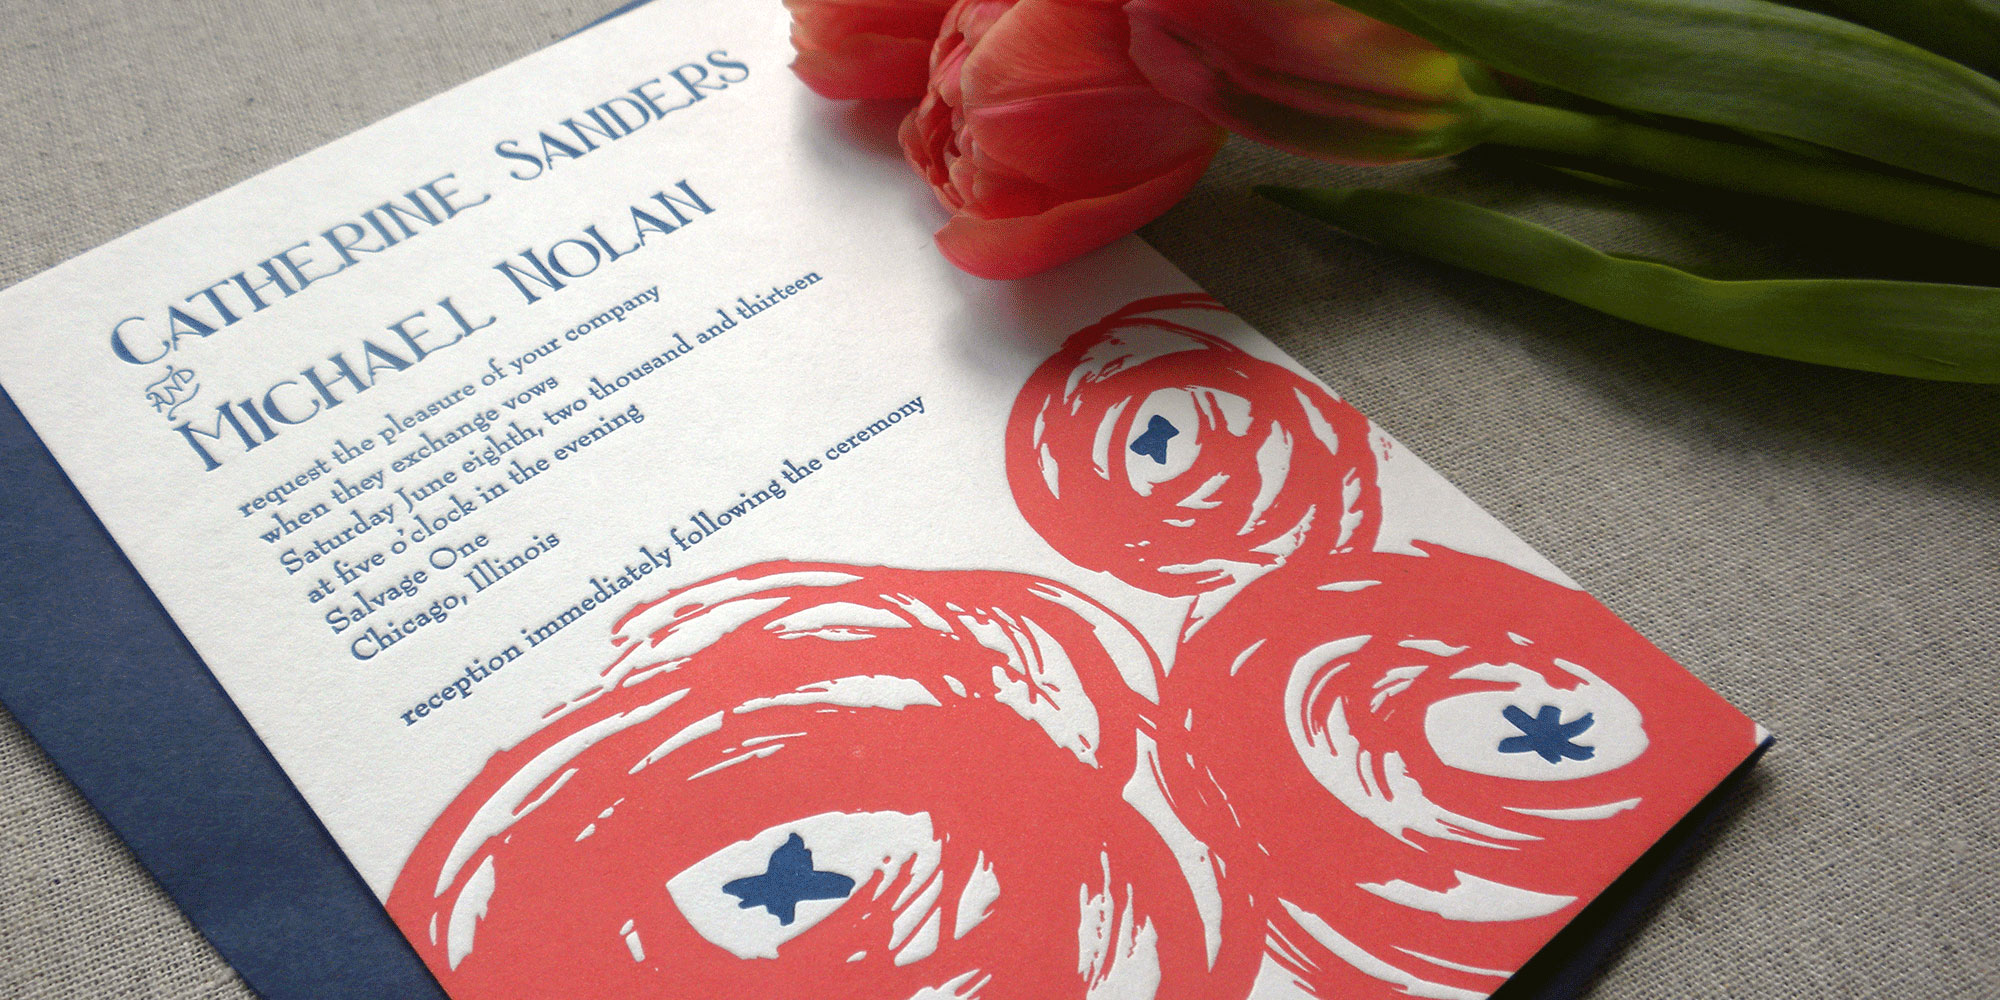 CATHERINE SANDERS
AND
MICHAEL NOLAN
request the pleasure of your company
when they exchange vows
Saturday June eighth, two thousand and thirteen
at five o'clock in the evening
Salvage One
Chicago, Illinois
reception immediately following the ceremony